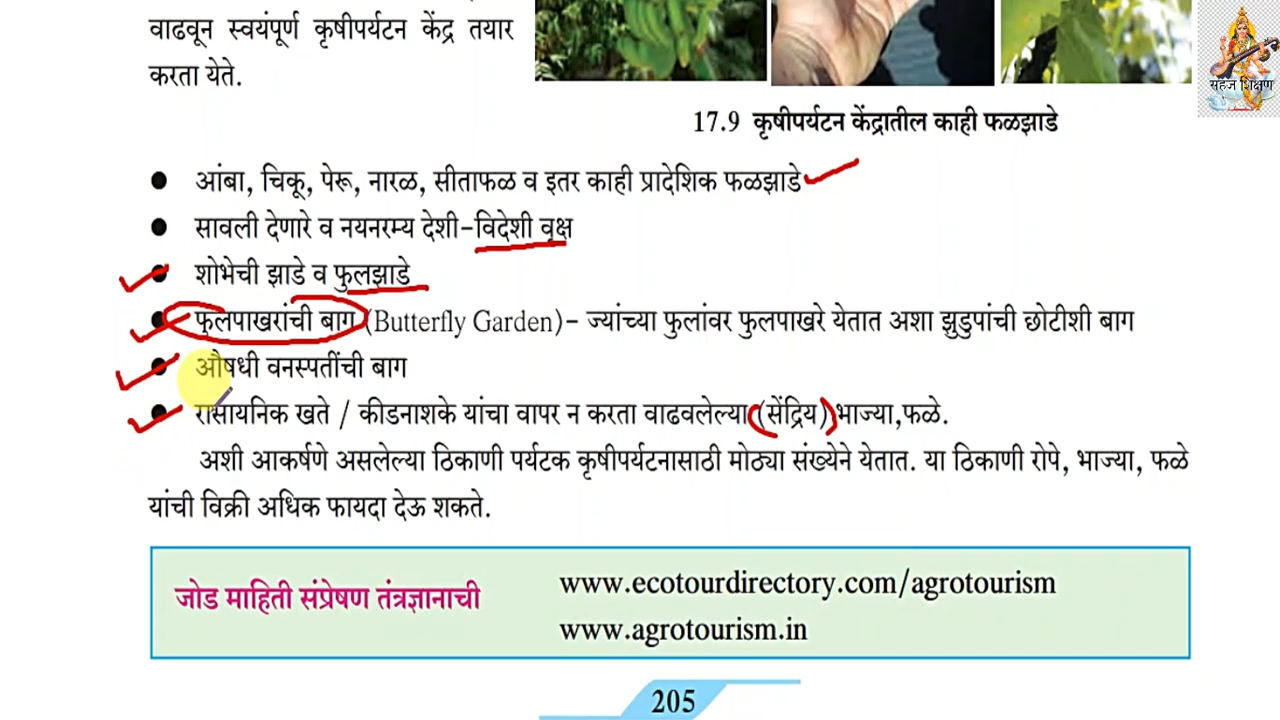 वाढवून स्वयंपूर्ण कृषीपर्यटन केंद्र तयार
करता येते.
सहज शिक्षण
17.9 कृषीपर्यटन केंद्रातील काही फळझाडे
● आंबा, चिकू, पेरू, नारळ, सीताफळ व इतर काही प्रादेशिक फळझाडे
● सावली देणारे व नयनरम्य देशी-विदेशी वृक्ष
● शोभेची झाडे व फुलझाडे
● फुलपाखरांची बाग (Butterfly Garden)- ज्यांच्या फुलांवर फुलपाखरे येतात अशा झुडुपांची छोटीशी बाग
● औषधी वनस्पतींची बाग
● रासायनिक खते / कीडनाशके यांचा वापर न करता वाढवलेल्या (सेंद्रिय) भाज्या,फळे.
अशी आकर्षणे असलेल्या ठिकाणी पर्यटक कृषीपर्यटनासाठी मोठ्या संख्येने येतात. या ठिकाणी रोपे, भाज्या, फळे
यांची विक्री अधिक फायदा देऊ शकते.
जोड माहिती संप्रेषण तंत्रज्ञानाची
www.ecotourdirectory.com/agrotourism
www.agrotourism.in
205